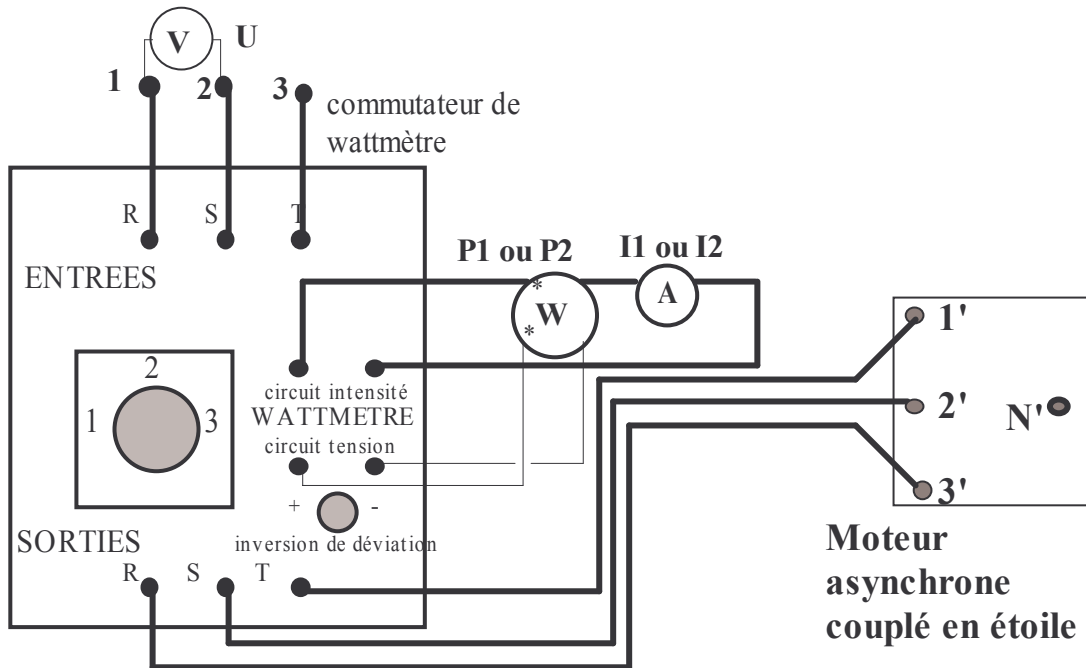 V U
1 2 3
commutateur de
wattmètre
R S T
ENTREES
P1 ou P2 I1 ou I2
* W A
*
1'
2
1 3
circuit intensité
WATTMETRE
circuit tension
2' N'
+ -
inversion de déviation
3'
SORTIES
R S T
Moteur
asynchrone
couplé en étoile